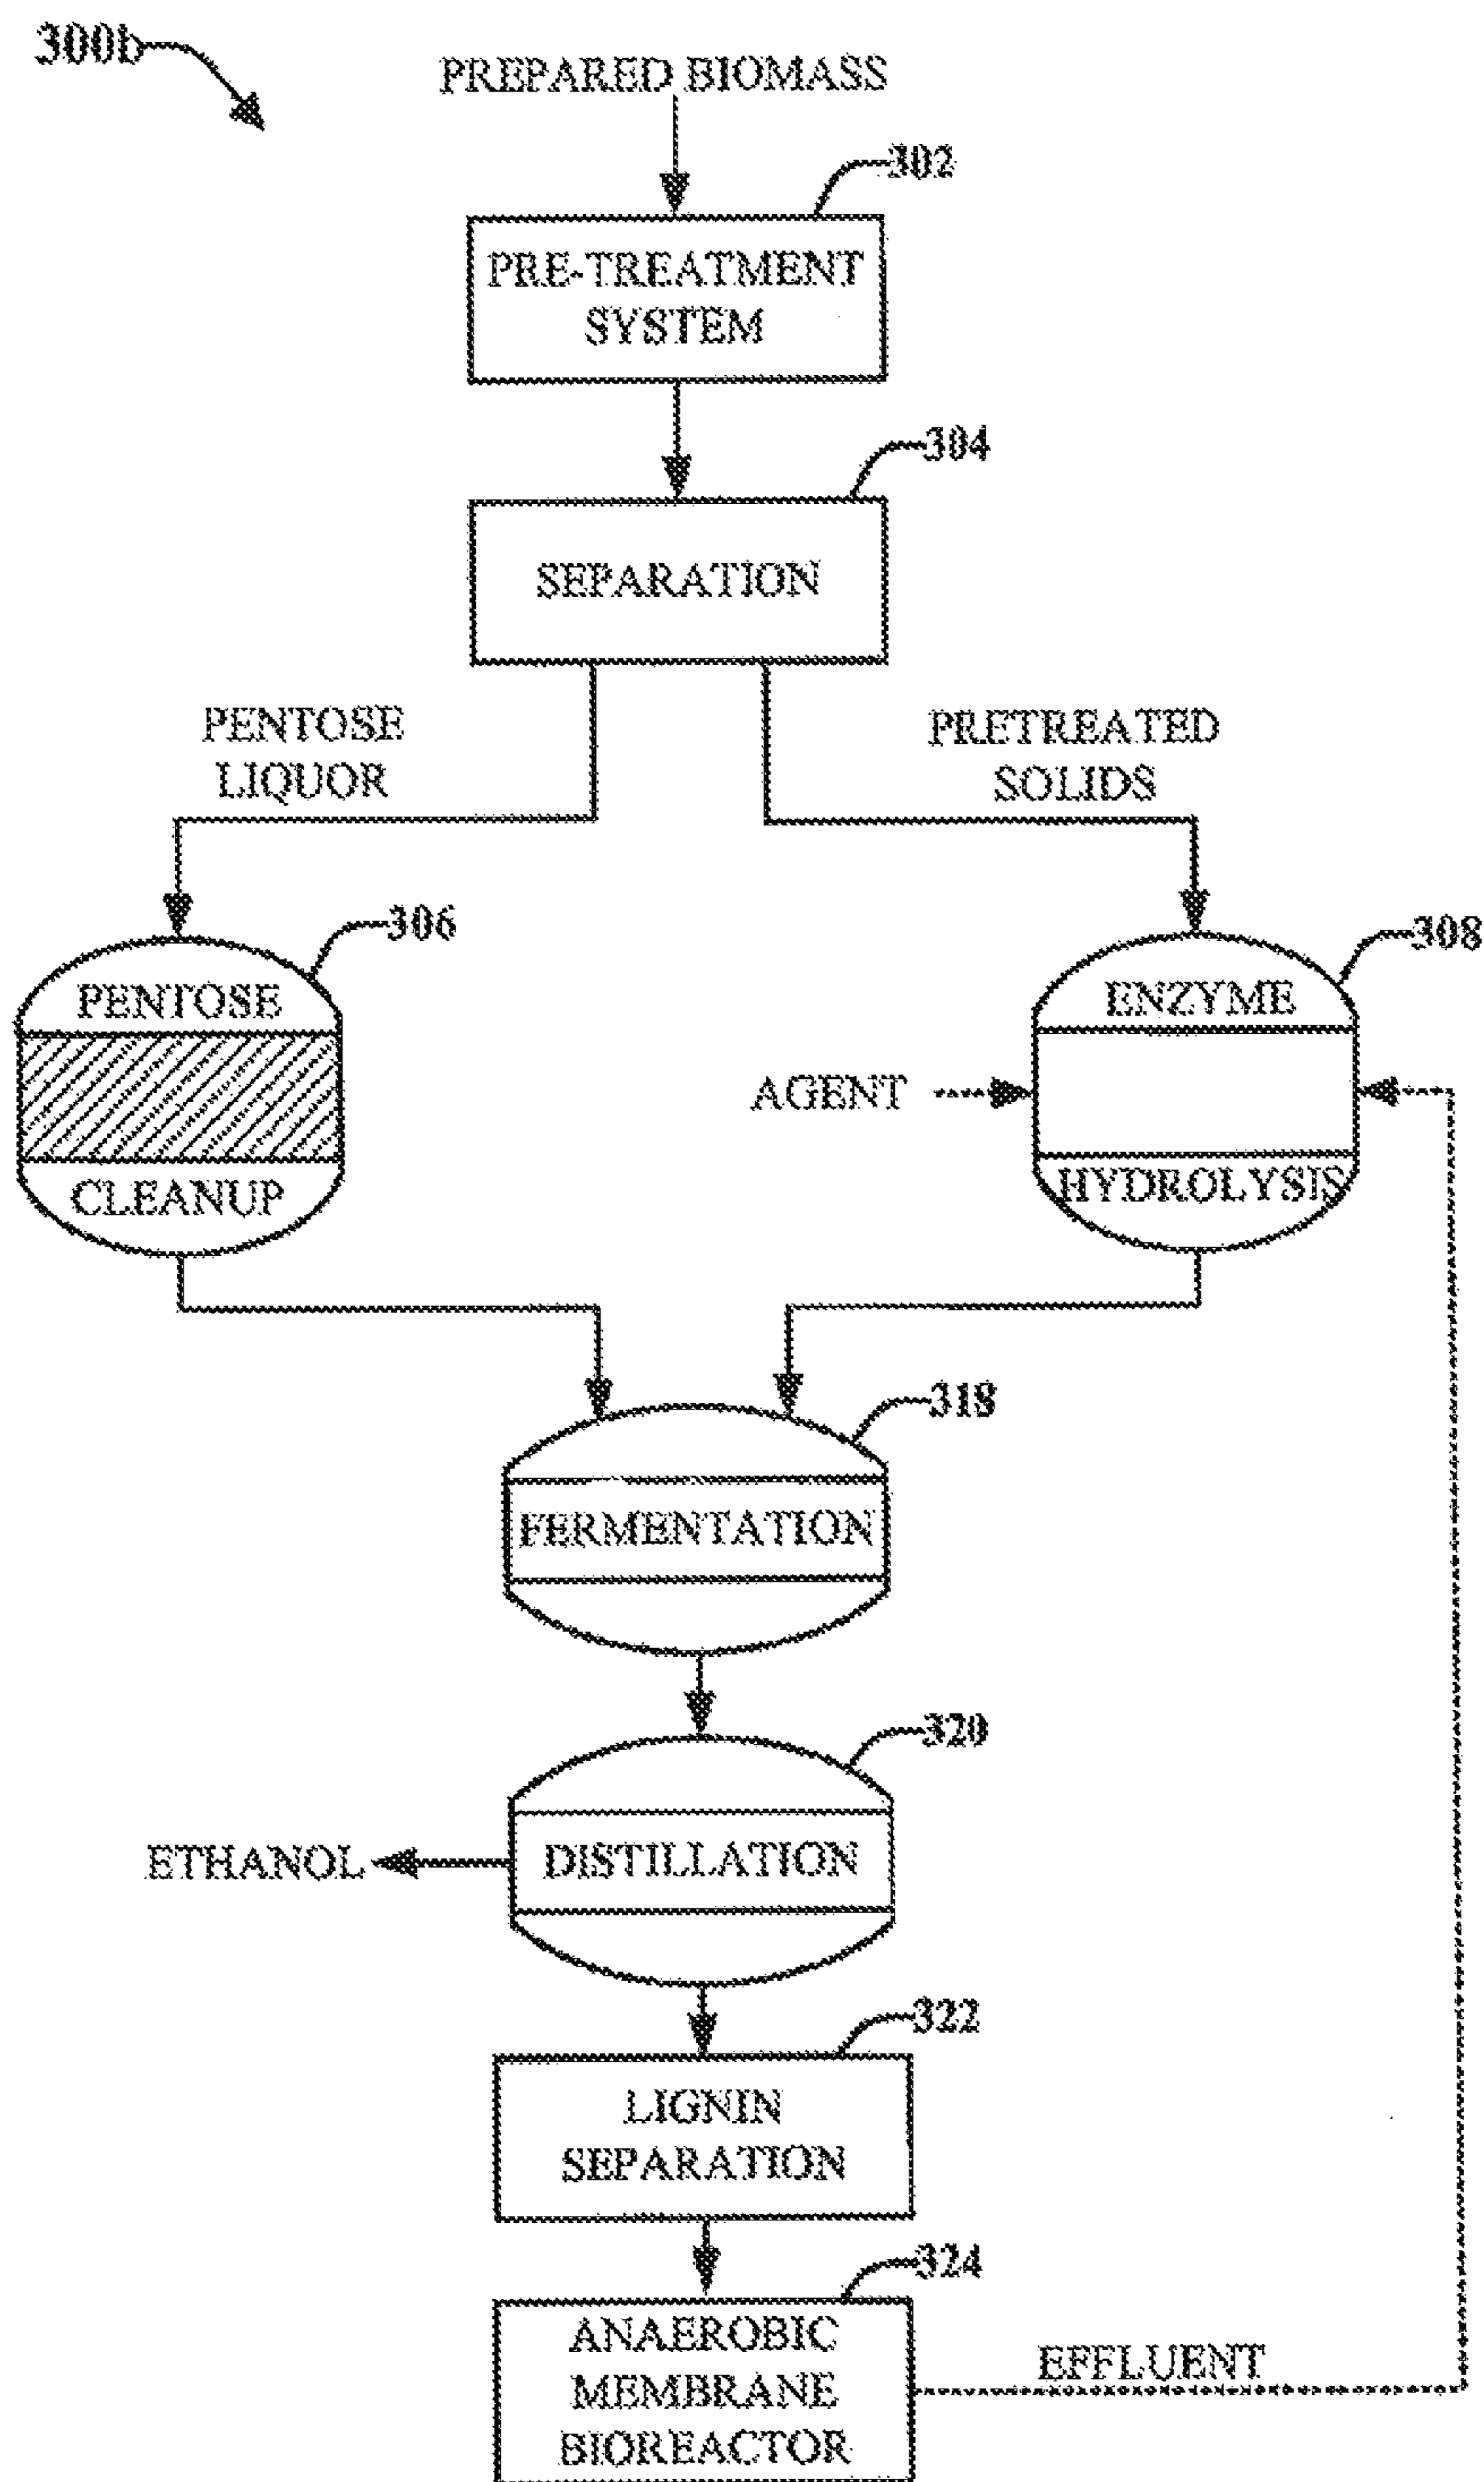 300b
PREPARED BIOMASS
302
PRE-TREATMENT
SYSTEM
304
SEPARATION
PENTOSE
LIQUOR
PRETREATED
SOLIDS
306
308
PENTOSE
CLEANUP
ENZYME
AGENT
HYDROLYSIS
318
FERMENTATION
320
ETHANOL
DISTILLATION
322
LIGNIN
SEPARATION
324
ANAEROBIC
MEMBRANE
BIOREACTOR
EFFLUENT